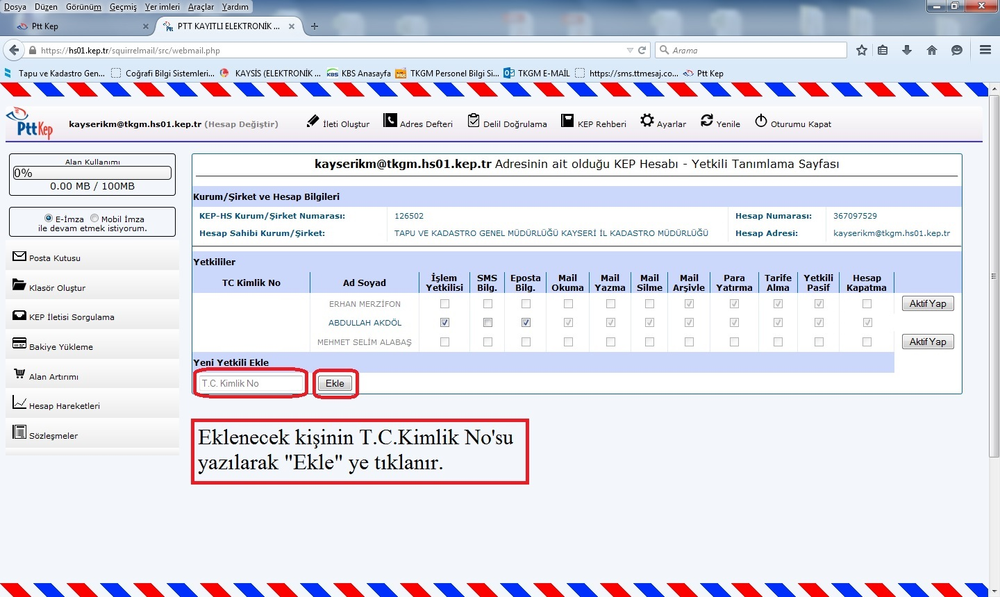 Dosya Düzen Görünüm Geçmiş Yer imleri Araçlar Yardım
Ptt Kep
PTT KAYITLI ELEKTRONİK ...
https://hs01.kep.tr/squirrelmail/src/webmail.php
Arama
Tapu ve Kadastro Gen... Coğrafi Bilgi Sistemleri... KAYSİS (ELEKTRONİK ... KBS Anasayfa TKGM Personel Bilgi Si... TKGM E-MAİL https://sms.ttmesaj.co... Ptt Kep
PttKep
kayserikm@tkgm.hs01.kep.tr (Hesap Değiştir)
İleti Oluştur Adres Defteri Delil Doğrulama KEP Rehberi Ayarlar Yenile Oturumu Kapat
Alan Kullanımı
0%
0.00 MB / 100MB
E-İmza Mobil İmza
ile devam etmek istiyorum.
Posta Kutusu
Klasör Oluştur
KEP İletisi Sorgulama
Bakiye Yükleme
Alan Artırımı
Hesap Hareketleri
Sözleşmeler
kayserikm@tkgm.hs01.kep.tr Adresinin ait olduğu KEP Hesabı - Yetkili Tanımlama Sayfası
Kurum/Şirket ve Hesap Bilgileri
KEP-HS Kurum/Şirket Numarası: 126502 Hesap Numarası: 367097529
Hesap Sahibi Kurum/Şirket: TAPU VE KADASTRO GENEL MÜDÜRLÜĞÜ KAYSERİ İL KADASTRO MÜDÜRLÜĞÜ Hesap Adresi: kayserikm@tkgm.hs01.kep.tr
Yetkililer
TC Kimlik No Ad Soyad İşlem Yetkilisi SMS Bilg. Eposta Bilg. Mail Okuma Mail Yazma Mail Silme Mail Arşivle Para Yatırma Tarife Alma Yetkili Pasif Hesap Kapatma
ERHAN MERZİFON Aktif Yap
ABDULLAH AKDÖL
MEHMET SELİM ALABAŞ Aktif Yap
Yeni Yetkili Ekle
T.C. Kimlik No Ekle
Eklenecek kişinin T.C.Kimlik No'su
yazılarak "Ekle" ye tıklanır.